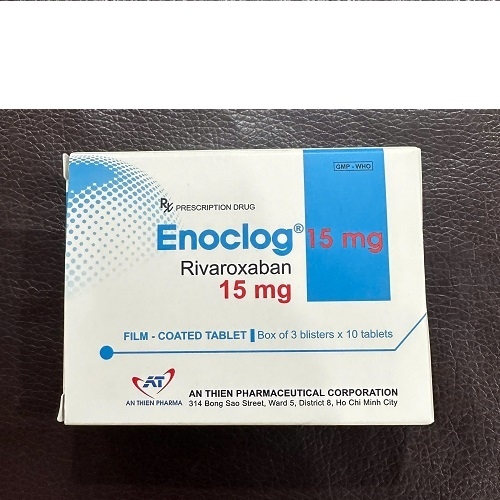 GMP - WHO
Rx PRESCRIPTION DRUG
Enoclog® 15 mg
Rivaroxaban
15 mg
FILM - COATED TABLET Box of 3 blisters x 10 tablets
AT
AN THIEN PHARMA
AN THIEN PHARMACEUTICAL CORPORATION
314 Bong Sao Street, Ward 5, District 8, Ho Chi Minh City